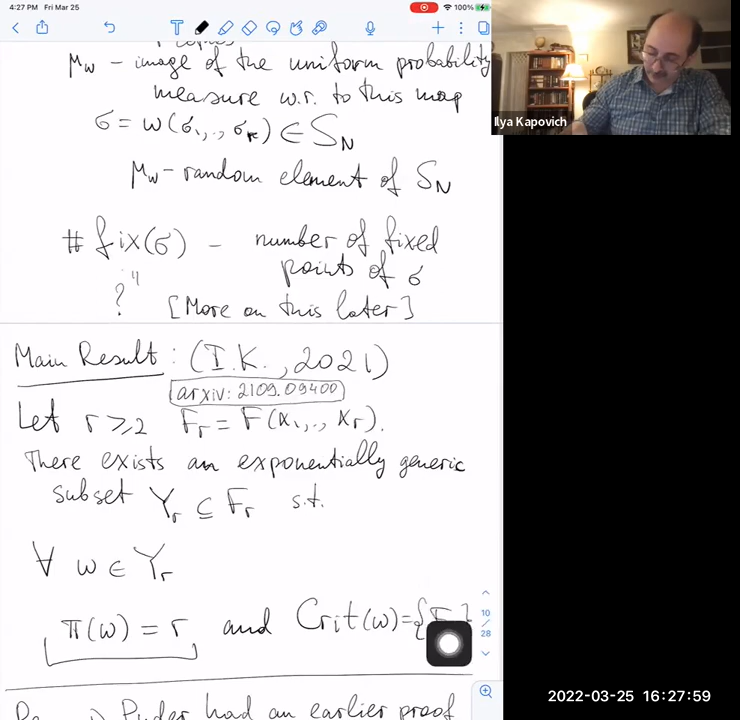 4:27 PM Fri Mar 25
100%
μw – image of the uniform probability
measure w.r. to this map
σ = w(σ1,..,σr) ∈ SN
μw – random element of SN
# fix(σ) – number of fixed
points of σ
"?"
[More on this later]
Main Result: (I.K., 2021)
arxiv: 2109.09400
Let r ≥ 2 Fr = F(x1,.., xr).
There exists an exponentially generic
subset Yr ⊆ Fr s.t.
∀ w ∈ Yr
π(w) = r and Crit(w) = {F
10
/
28
1) Puder had an earlier proof
Ilya Kapovich
2022-03-25 16:27:59